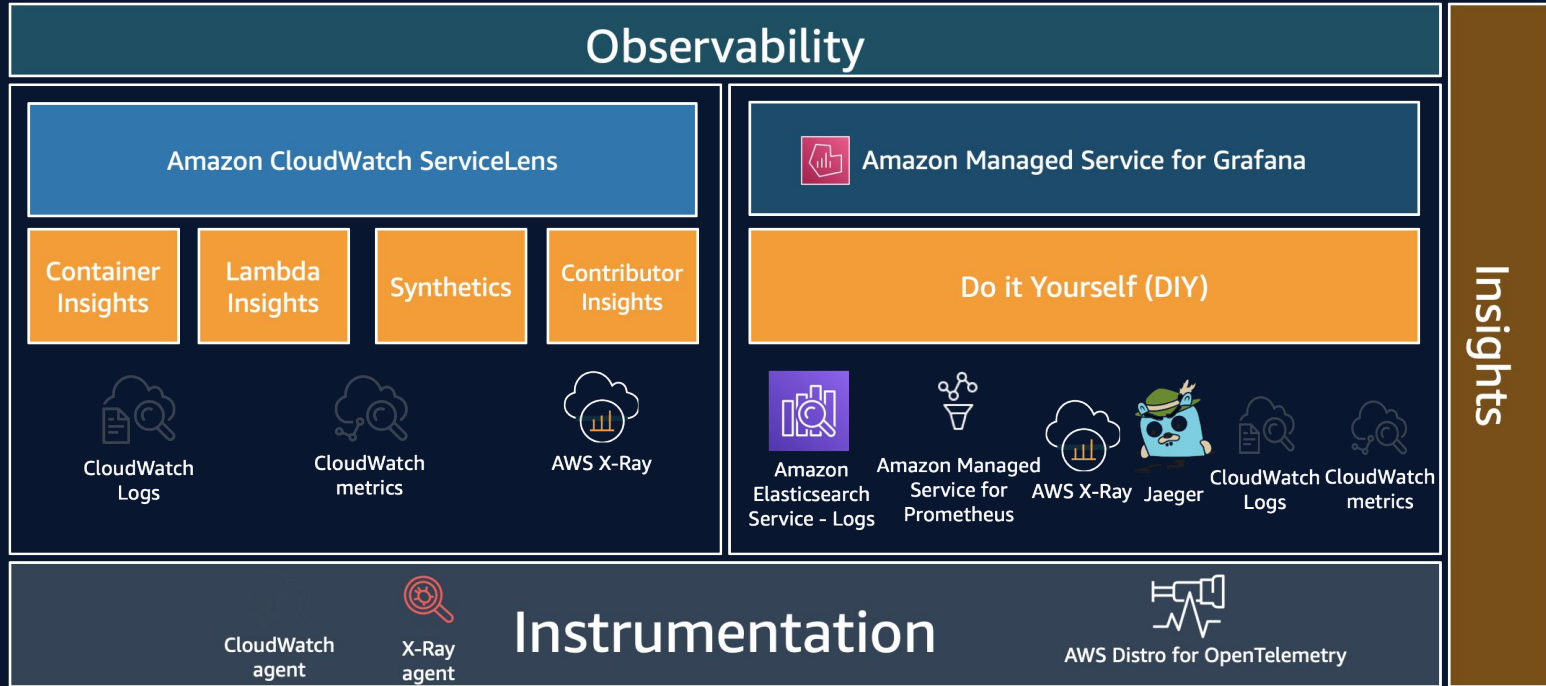 Observability
Insights
Amazon CloudWatch ServiceLens
Container
Insights
Lambda
Insights
Synthetics
Contributor
Insights
CloudWatch
Logs
CloudWatch
metrics
AWS X-Ray
Amazon Managed Service for Grafana
Do it Yourself (DIY)
Amazon
Elasticsearch
Service - Logs
Amazon Managed
Service for
Prometheus
AWS X-Ray
Jaeger
CloudWatch
Logs
CloudWatch
metrics
Instrumentation
CloudWatch
agent
X-Ray
agent
AWS Distro for OpenTelemetry